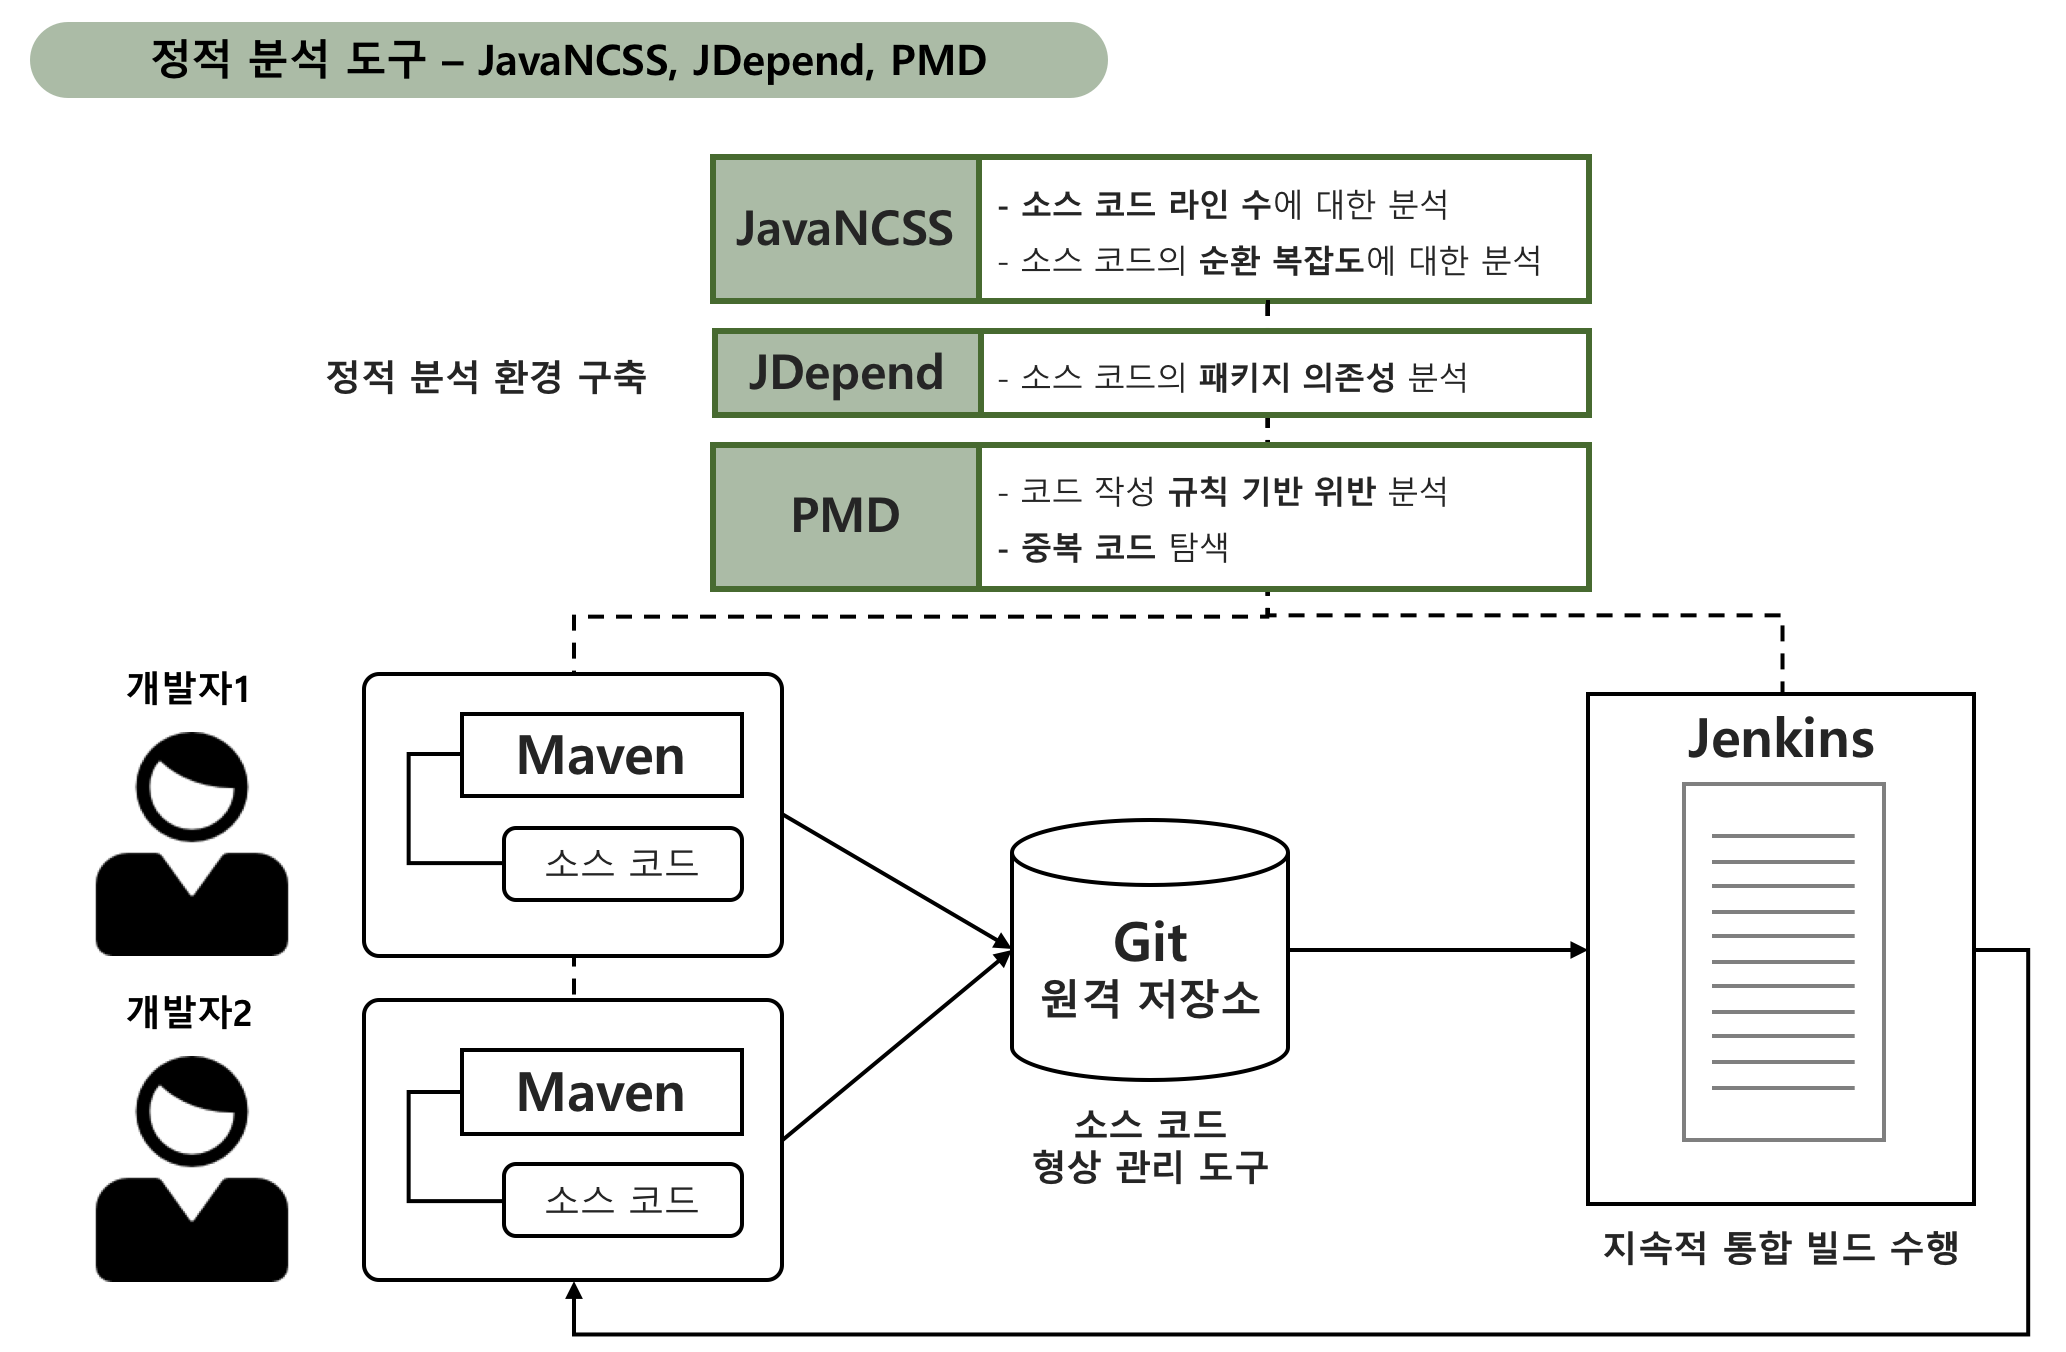 정적 분석 도구 – JavaNCSS, JDepend, PMD
JavaNCSS
- 소스 코드 라인 수에 대한 분석
- 소스 코드의 순환 복잡도에 대한 분석
정적 분석 환경 구축
JDepend
- 소스 코드의 패키지 의존성 분석
PMD
- 코드 작성 규칙 기반 위반 분석
- 중복 코드 탐색
개발자1
Maven
소스 코드
개발자2
Maven
소스 코드
Git
원격 저장소
소스 코드
형상 관리 도구
Jenkins
지속적 통합 빌드 수행